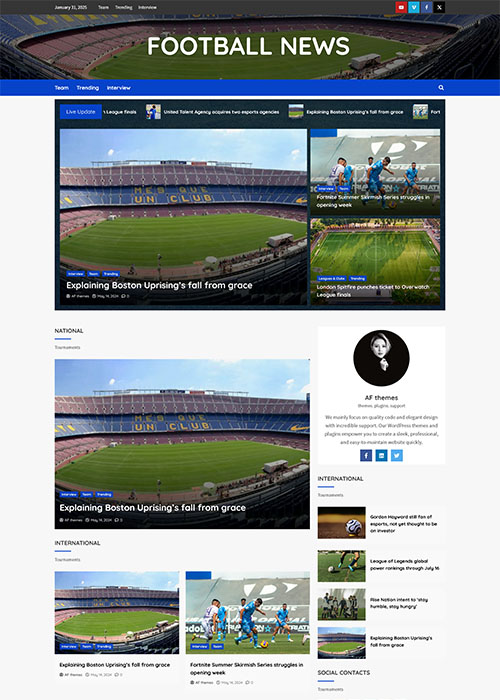 January 31, 2025 Team Trending Interview
FOOTBALL NEWS
Team Trending Interview
Live Update League finals United Talent Agency acquires two esports agencies Explaining Boston Uprising's fall from grace Fort
MES QUE
UN CLUB
Interview Team Trending
Explaining Boston Uprising's fall from grace
AF themes May 14, 2024 0
Interview Team
Fortnite Summer Skirmish Series struggles in
opening week
Leagues & Clubs Trending
London Spitfire punches ticket to Overwatch
League finals
NATIONAL
Tournaments
MES QUE
UN CLUB
Interview Team Trending
Explaining Boston Uprising's fall from grace
AF themes May 14, 2024 0
INTERNATIONAL
Interview Team Trending
Explaining Boston Uprising's fall from grace
AF themes May 14, 2024 0
Interview Team
Fortnite Summer Skirmish Series struggles in
opening week
AF themes May 14, 2024 0
AF themes
themes, plugins, support
We mainly focus on quality code and elegant design
with incredible support. Our WordPress themes and
plugins empower you to create a sleek, professional,
and easy-to-maintain website quickly.
INTERNATIONAL
Tournaments
Gordon Hayward still fan of
esports, not yet thought to be
an investor
League of Legends global
power rankings through July 16
Rise Nation intent to 'stay
humble, stay hungry'
Explaining Boston Uprising's
fall from grace
SOCIAL CONTACTS
Tournaments